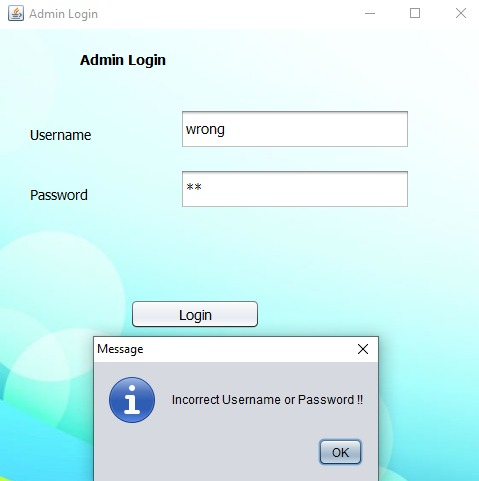 Admin Login
Admin Login
Username
wrong
Password
**
Login
Message
Incorrect Username or Password !!
OK